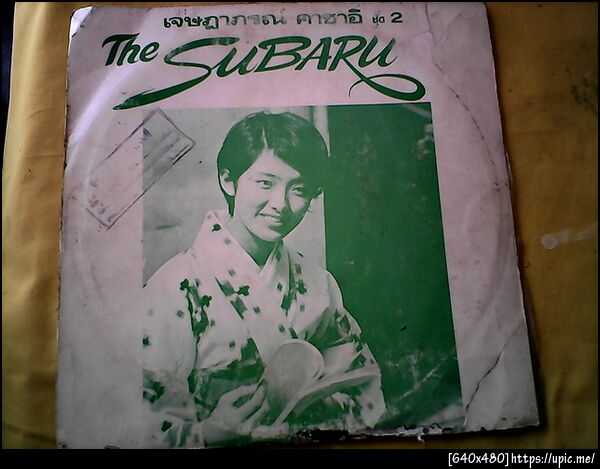 เจษฎาภรณ์ คาซาอี ชุด 2
The SUBARU
[640x480]https://upic.me/